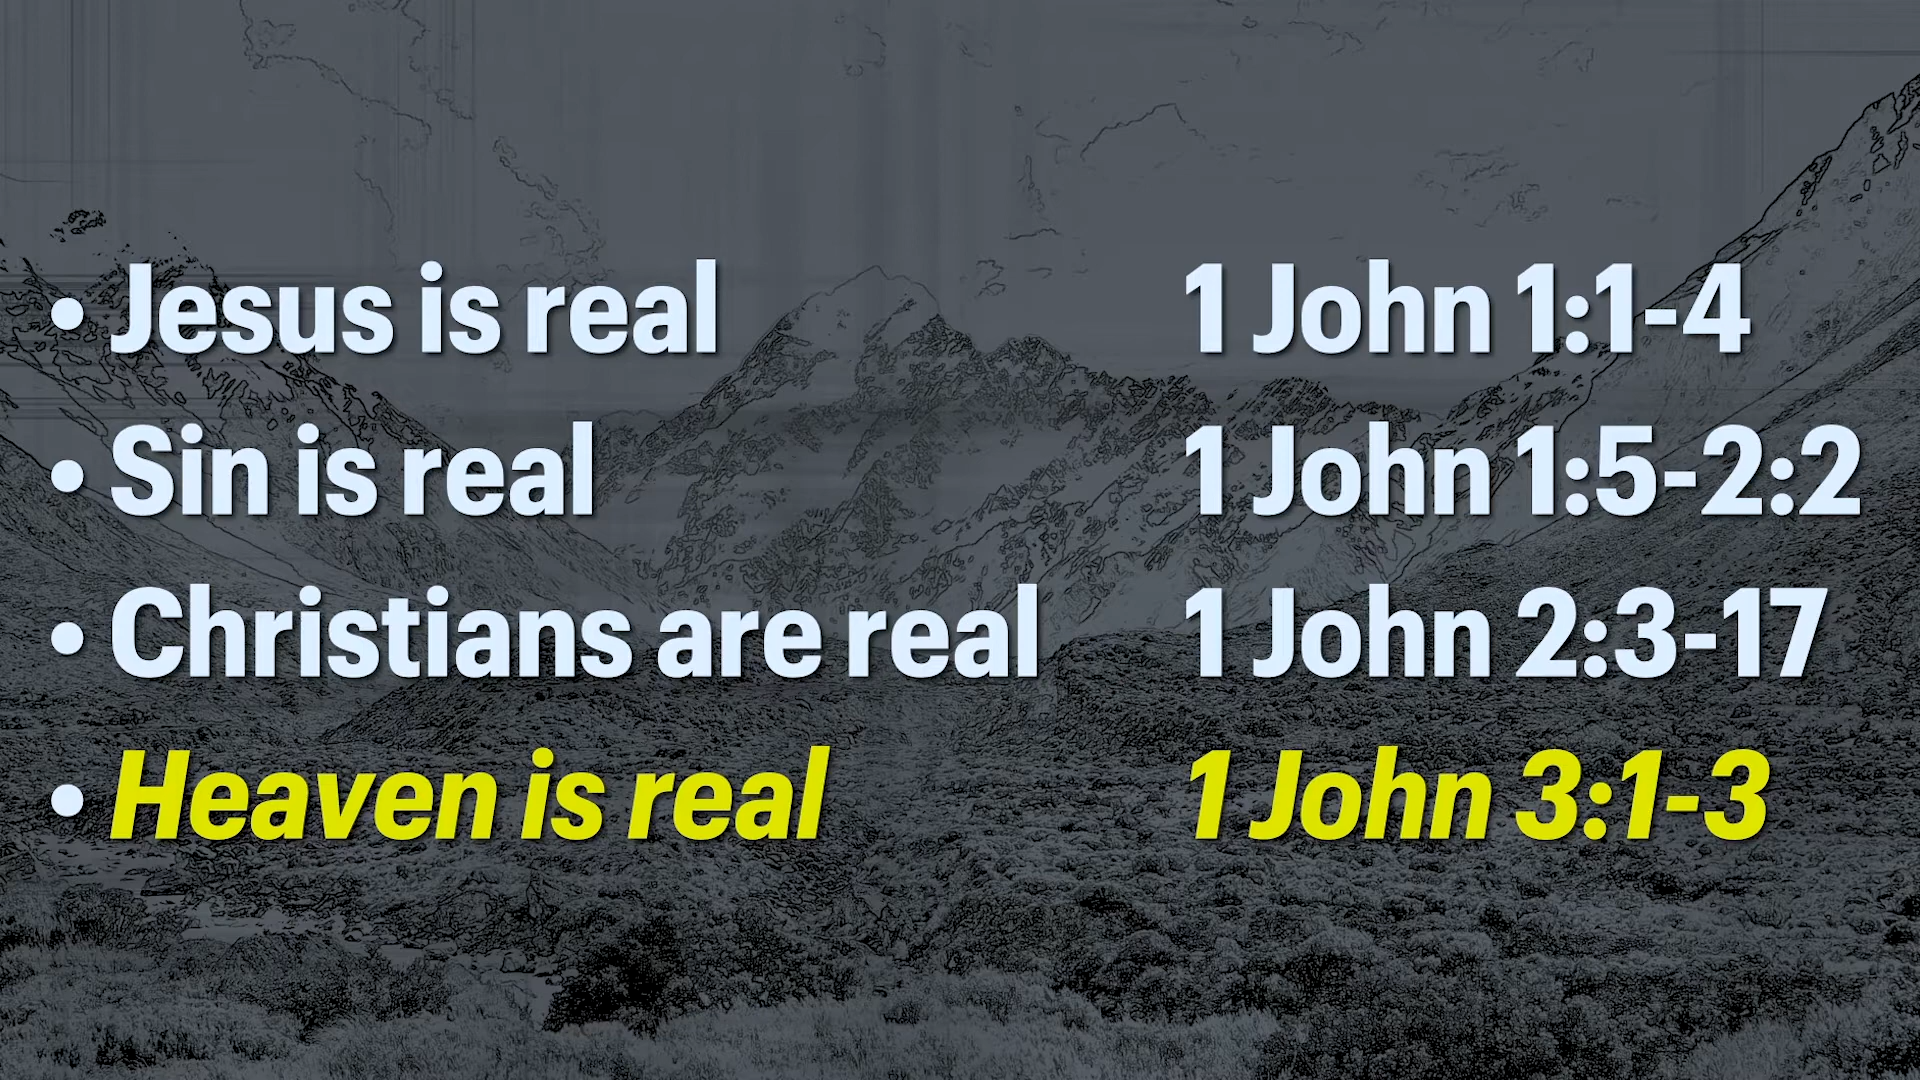 • Jesus is real 1 John 1:1-4
• Sin is real 1 John 1:5-2:2
• Christians are real 1 John 2:3-17
• Heaven is real 1 John 3:1-3